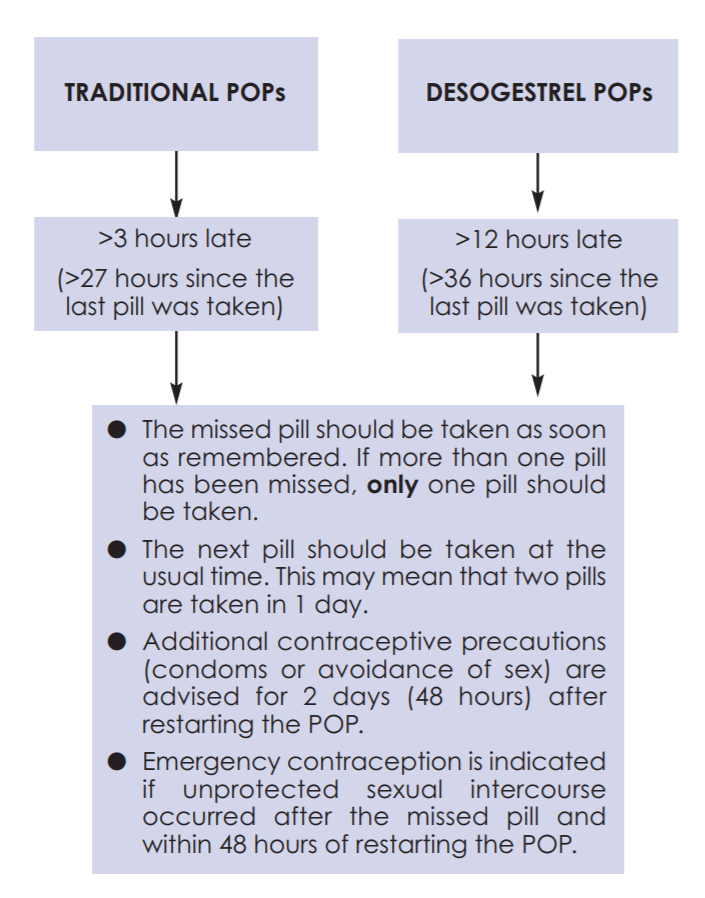 TRADITIONAL POPs
DESOGESTREL POPs
>3 hours late
(>27 hours since the
last pill was taken)
>12 hours late
(>36 hours since the
last pill was taken)
● The missed pill should be taken as soon
as remembered. If more than one pill
has been missed, only one pill should
be taken.
● The next pill should be taken at the
usual time. This may mean that two pills
are taken in 1 day.
● Additional contraceptive precautions
(condoms or avoidance of sex) are
advised for 2 days (48 hours) after
restarting the POP.
● Emergency contraception is indicated
if unprotected sexual intercourse
occurred after the missed pill and
within 48 hours of restarting the POP.